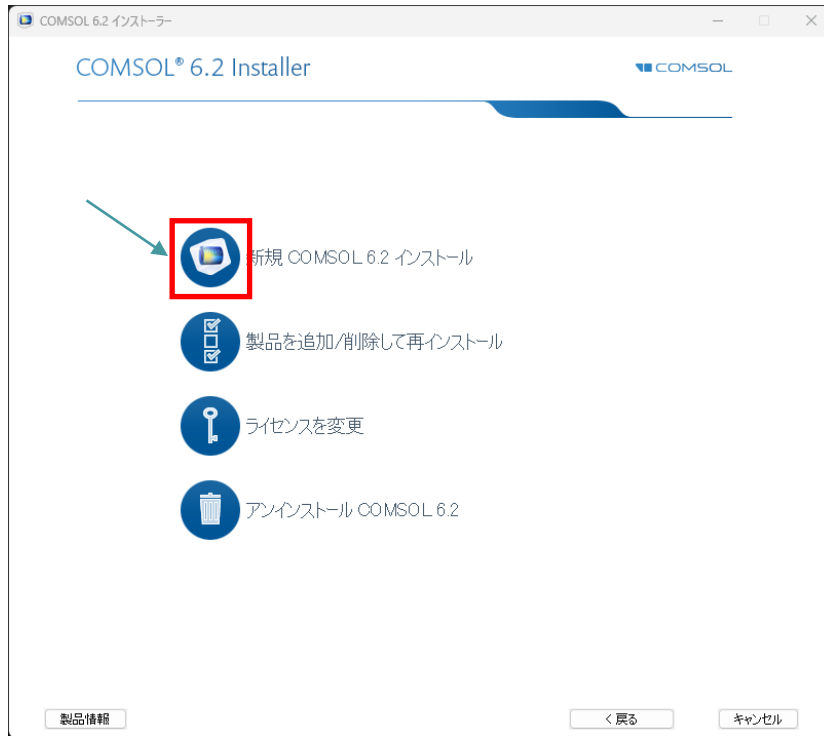 COMSOL 6.2 インストーラー
COMSOL® 6.2 Installer
COMSOL
新規 COMSOL 6.2 インストール
製品を追加/削除して再インストール
ライセンスを変更
アンインストール COMSOL 6.2
製品情報
< 戻る
キャンセル